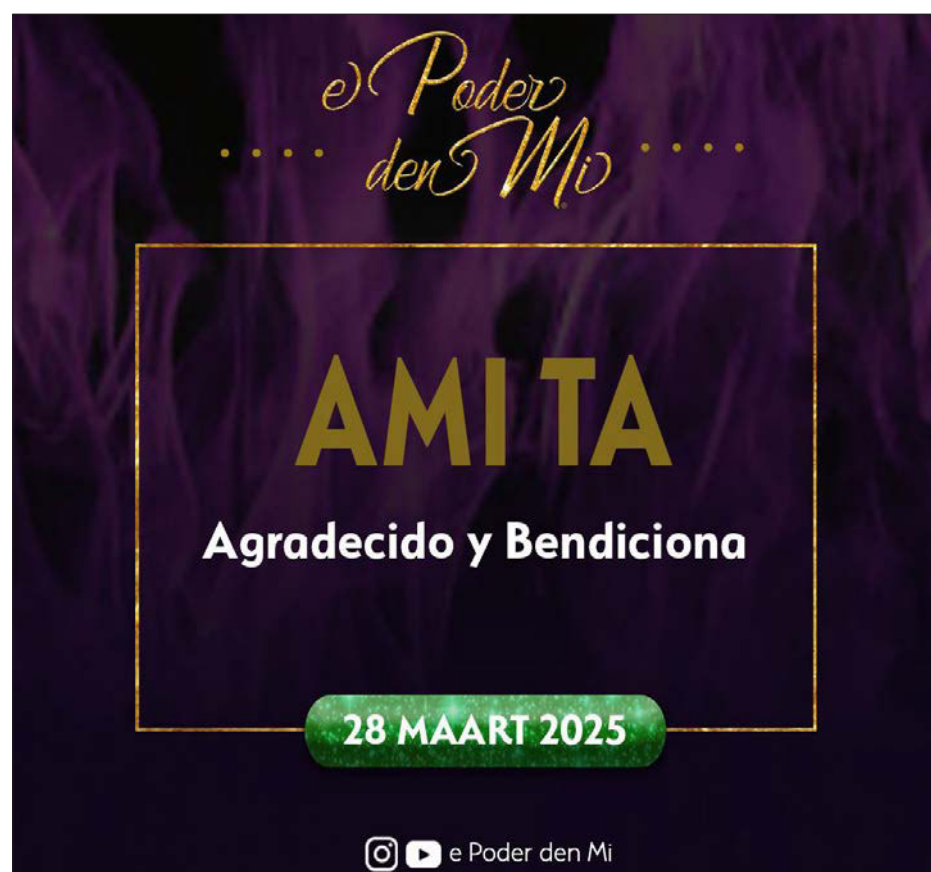 e Poder
den Mi
AMI TA
Agradecido y Bendiciona
28 MAART 2025
e Poder den Mi